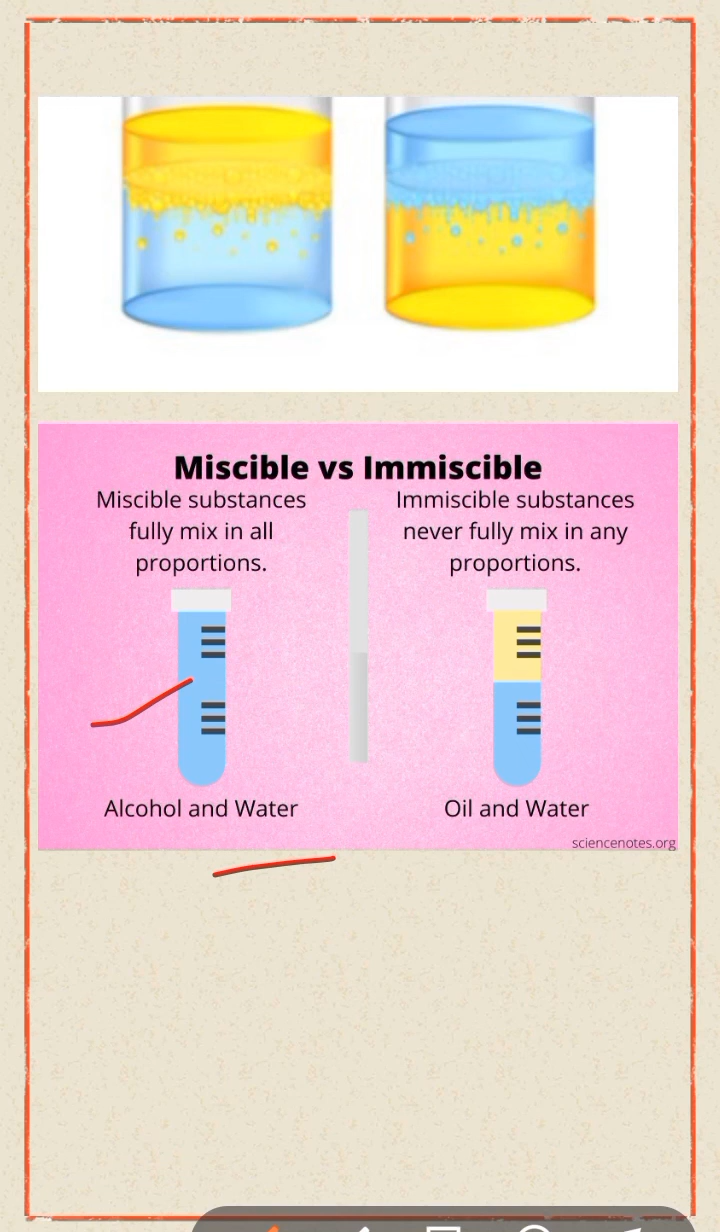 Miscible vs Immiscible
Miscible substances
fully mix in all
proportions.
Immiscible substances
never fully mix in any
proportions.
Alcohol and Water
Oil and Water
sciencenotes.org